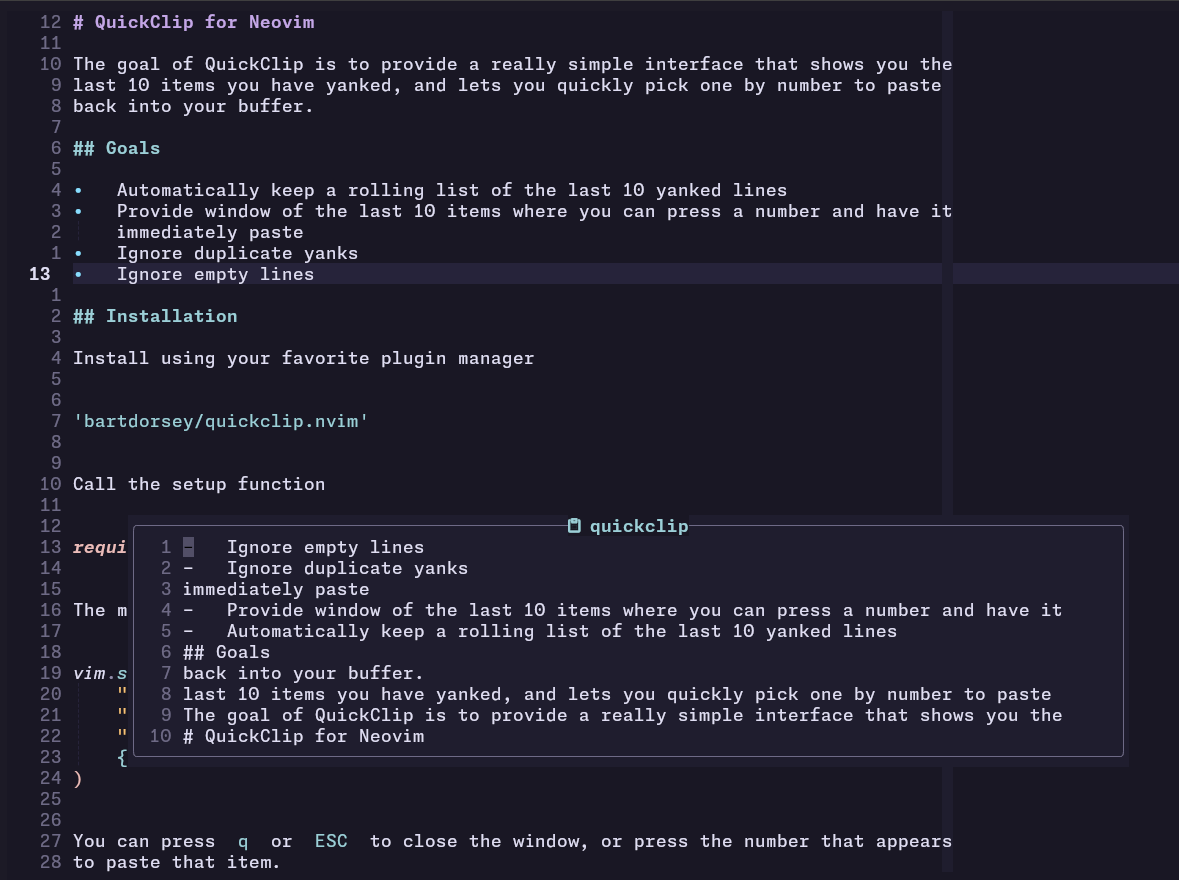 12 # QuickClip for Neovim
11
10 The goal of QuickClip is to provide a really simple interface that shows you the
9 last 10 items you have yanked, and lets you quickly pick one by number to paste
8 back into your buffer.
7
6 ## Goals
5
4 • Automatically keep a rolling list of the last 10 yanked lines
3 • Provide window of the last 10 items where you can press a number and have it
2 immediately paste
1 • Ignore duplicate yanks
13 • Ignore empty lines
1
2 ## Installation
3
4 Install using your favorite plugin manager
5
6
7 'bartdorsey/quickclip.nvim'
8
9
10 Call the setup function
11
12
13 requi
14
15
16 The m
17
18
19 vim.s
20 "
21 "
22 "
23 {
24 )
25
26
27 You can press q or ESC to close the window, or press the number that appears
28 to paste that item.
quickclip
1 - Ignore empty lines
2 - Ignore duplicate yanks
3 immediately paste
4 - Provide window of the last 10 items where you can press a number and have it
5 - Automatically keep a rolling list of the last 10 yanked lines
6 ## Goals
7 back into your buffer.
8 last 10 items you have yanked, and lets you quickly pick one by number to paste
9 The goal of QuickClip is to provide a really simple interface that shows you the
10 # QuickClip for Neovim